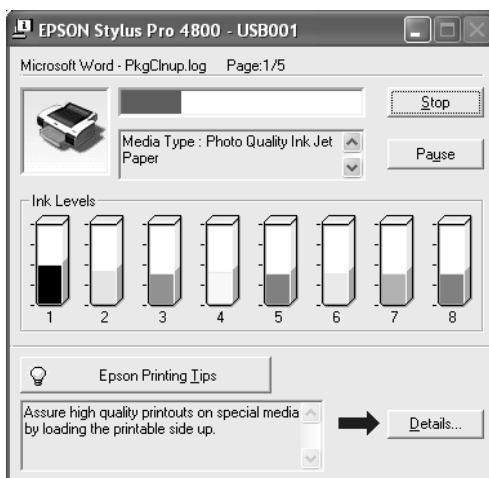 EPSON Stylus Pro 4800 - USB001
Microsoft Word - PkgClnup.log Page:1/5
Stop
Media Type : Photo Quality Ink Jet
Paper
Pause
Ink Levels
1 2 3 4 5 6 7 8
Epson Printing Tips
Assure high quality printouts on special media
by loading the printable side up.
Details...